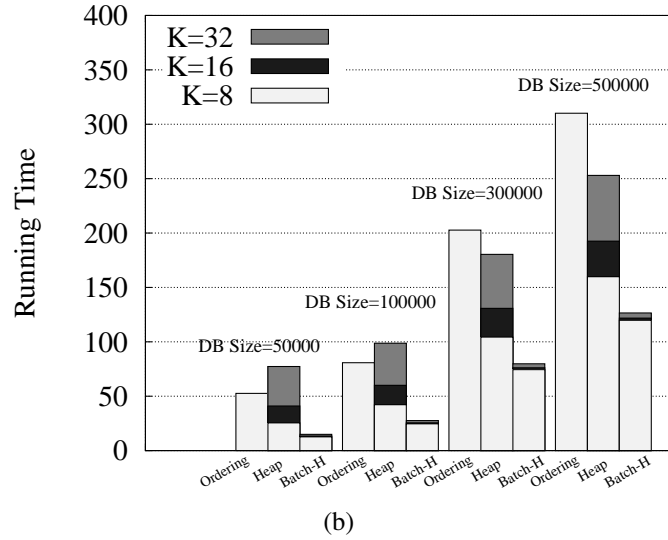 400
350
300
250
200
150
100
50
0
Running Time
K=32
K=16
K=8
DB Size=50000
DB Size=100000
DB Size=300000
DB Size=500000
Ordering
Heap
Batch-H
Ordering
Heap
Batch-H
Ordering
Heap
Batch-H
Ordering
Heap
Batch-H
(b)